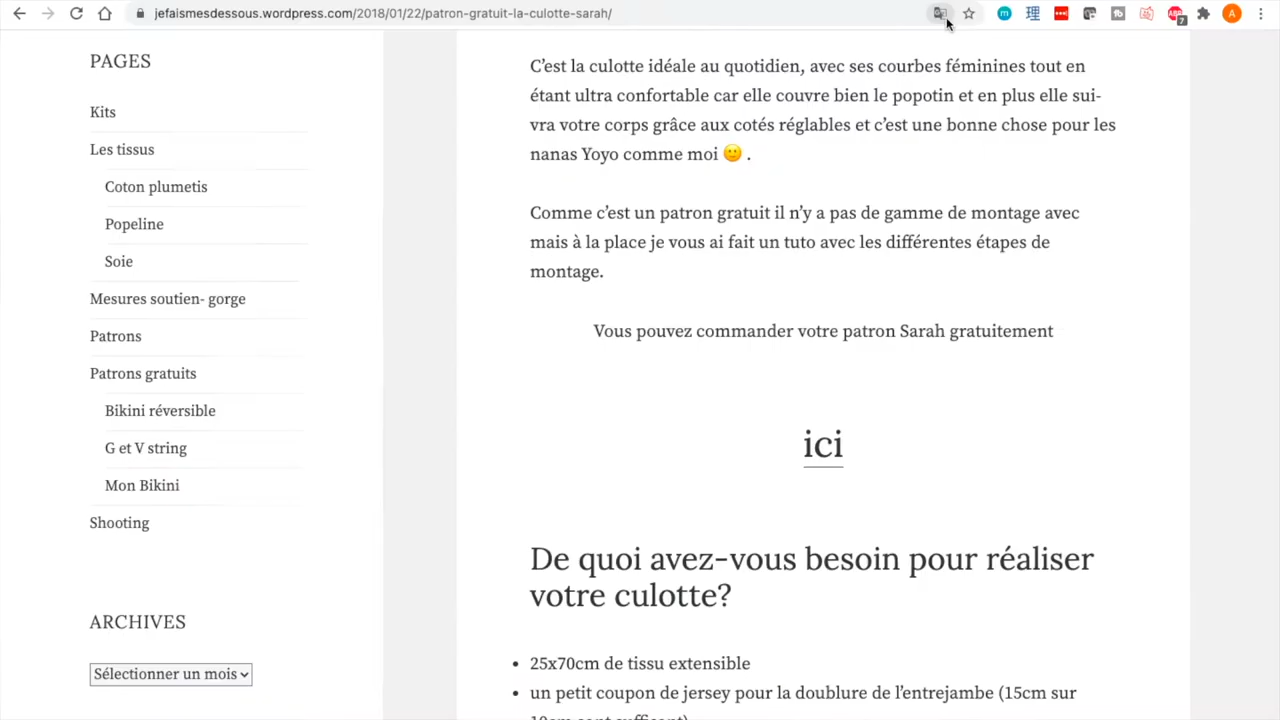 jefaismesdessous.wordpress.com/2018/01/22/patron-gratuit-la-culotte-sarah/
PAGES
Kits
Les tissus
Coton plumetis
Popeline
Soie
Mesures soutien- gorge
Patrons
Patrons gratuits
Bikini réversible
G et V string
Mon Bikini
Shooting
ARCHIVES
Sélectionner un mois
C’est la culotte idéale au quotidien, avec ses courbes féminines tout en
étant ultra confortable car elle couvre bien le popotin et en plus elle sui-
vra votre corps grâce aux cotés réglables et c’est une bonne chose pour les
nanas Yoyo comme moi 🙂 .
Comme c’est un patron gratuit il n’y a pas de gamme de montage avec
mais à la place je vous ai fait un tuto avec les différentes étapes de
montage.
Vous pouvez commander votre patron Sarah gratuitement
ici
De quoi avez-vous besoin pour réaliser
votre culotte?
• 25x70cm de tissu extensible
• un petit coupon de jersey pour la doublure de l’entrejambe (15cm sur
10cm sont suffisent)